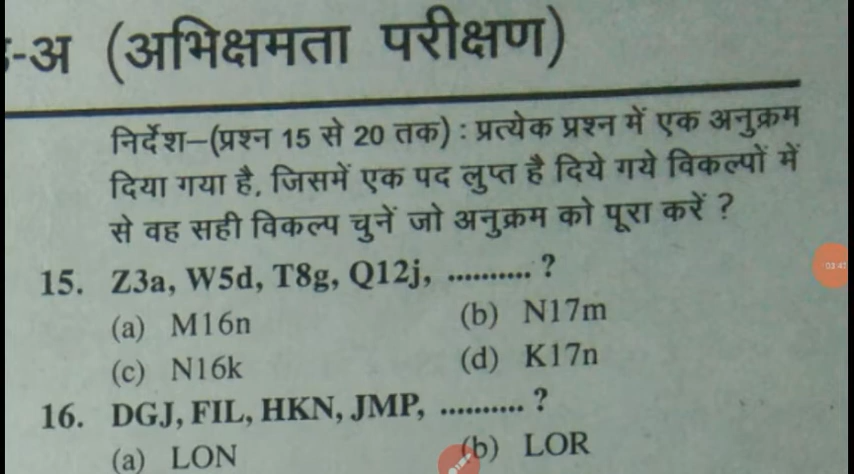 -अ (अभिक्षमता परीक्षण)
निर्देश–(प्रश्न 15 से 20 तक) : प्रत्येक प्रश्न में एक अनुक्रम
दिया गया है, जिसमें एक पद लुप्त है दिये गये विकल्पों में
से वह सही विकल्प चुनें जो अनुक्रम को पूरा करें ?
15. Z3a, W5d, T8g, Q12j, .......... ?
(a) M16n (b) N17m
(c) N16k (d) K17n
16. DGJ, FIL, HKN, JMP, .......... ?
(a) LON (b) LOR
03:43